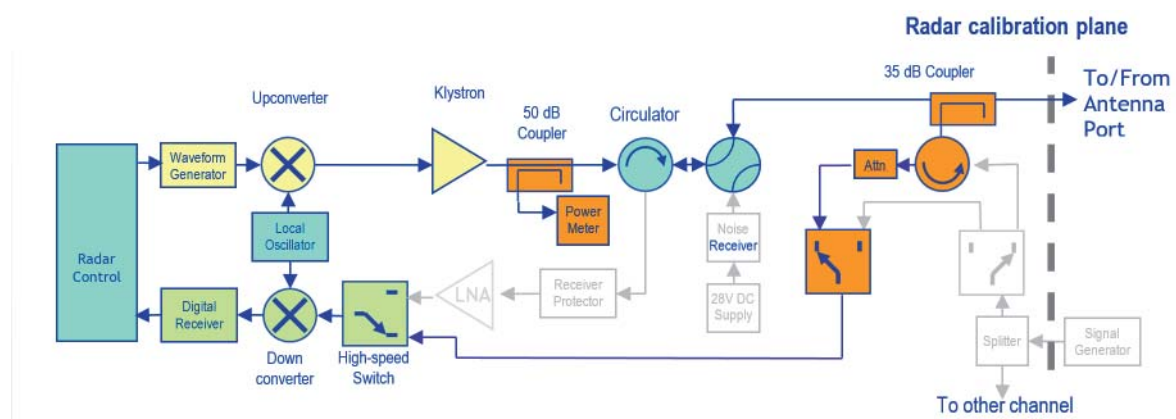 Radar calibration plane
35 dB Coupler
To/From
Antenna
Port
Klystron
Upconverter
50 dB
Coupler
Circulator
Waveform
Generator
Attn
Power
Meter
Local
Oscillator
Noise
Receiver
Radar
Control
LNA
Receiver
Protector
28V DC
Supply
Digital
Receiver
Splitter
Signal
Generator
Down
converter
High-speed
Switch
To other channel